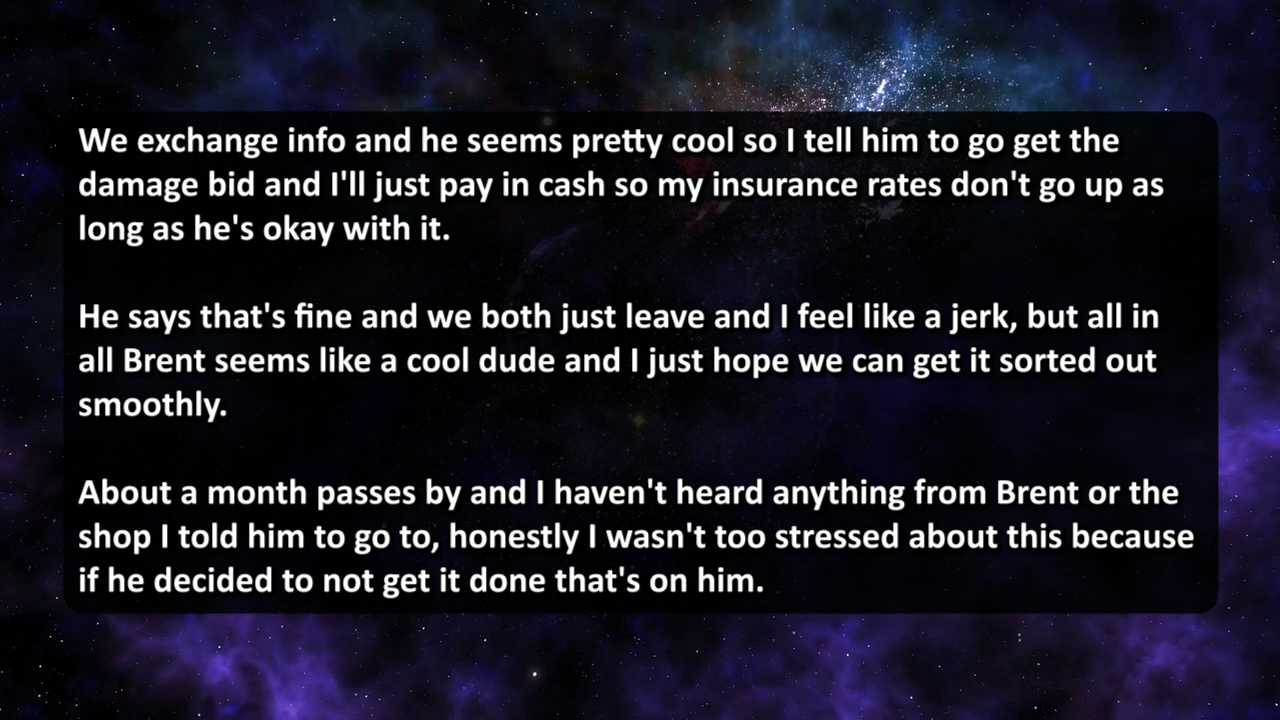 We exchange info and he seems pretty cool so I tell him to go get the
damage bid and I'll just pay in cash so my insurance rates don't go up as
long as he's okay with it.
He says that's fine and we both just leave and I feel like a jerk, but all in
all Brent seems like a cool dude and I just hope we can get it sorted out
smoothly.
About a month passes by and I haven't heard anything from Brent or the
shop I told him to go to, honestly I wasn't too stressed about this because
if he decided to not get it done that's on him.